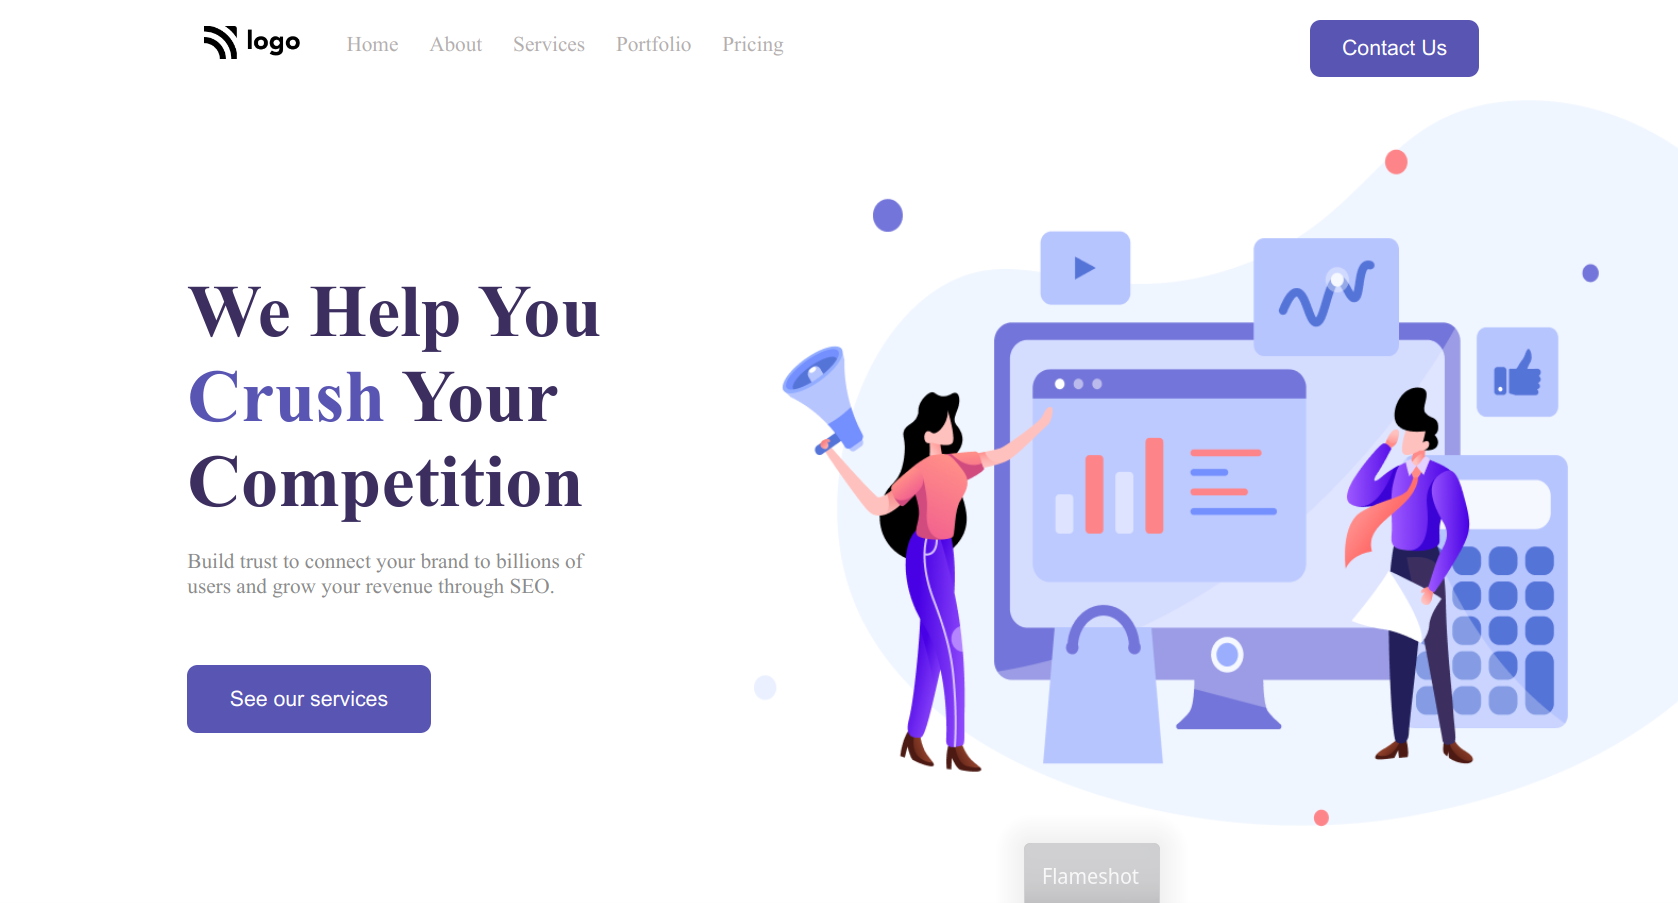 logo
Home About Services Portfolio Pricing
Contact Us
We Help You
Crush Your
Competition
Build trust to connect your brand to billions of
users and grow your revenue through SEO.
See our services
Flameshot